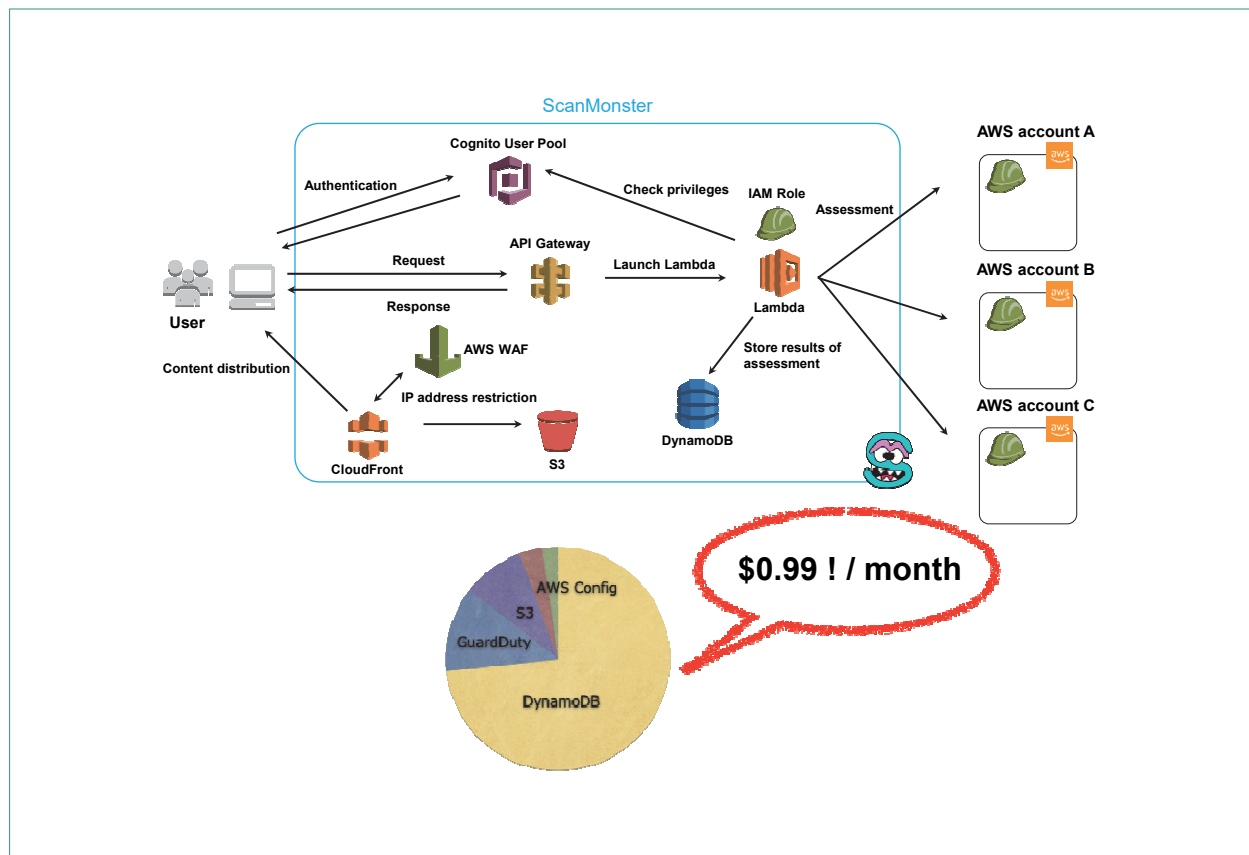 ScanMonster
AWS account A
aws
Cognito User Pool
Authentication
Check privileges
IAM Role
Assessment
API Gateway
Request
Launch Lambda
AWS account B
aws
Response
Lambda
User
AWS WAF
Content distribution
Store results of
assessment
IP address restriction
AWS account C
aws
DynamoDB
S3
CloudFront
$0.99 ! / month
AWS Config
S3
GuardDuty
DynamoDB